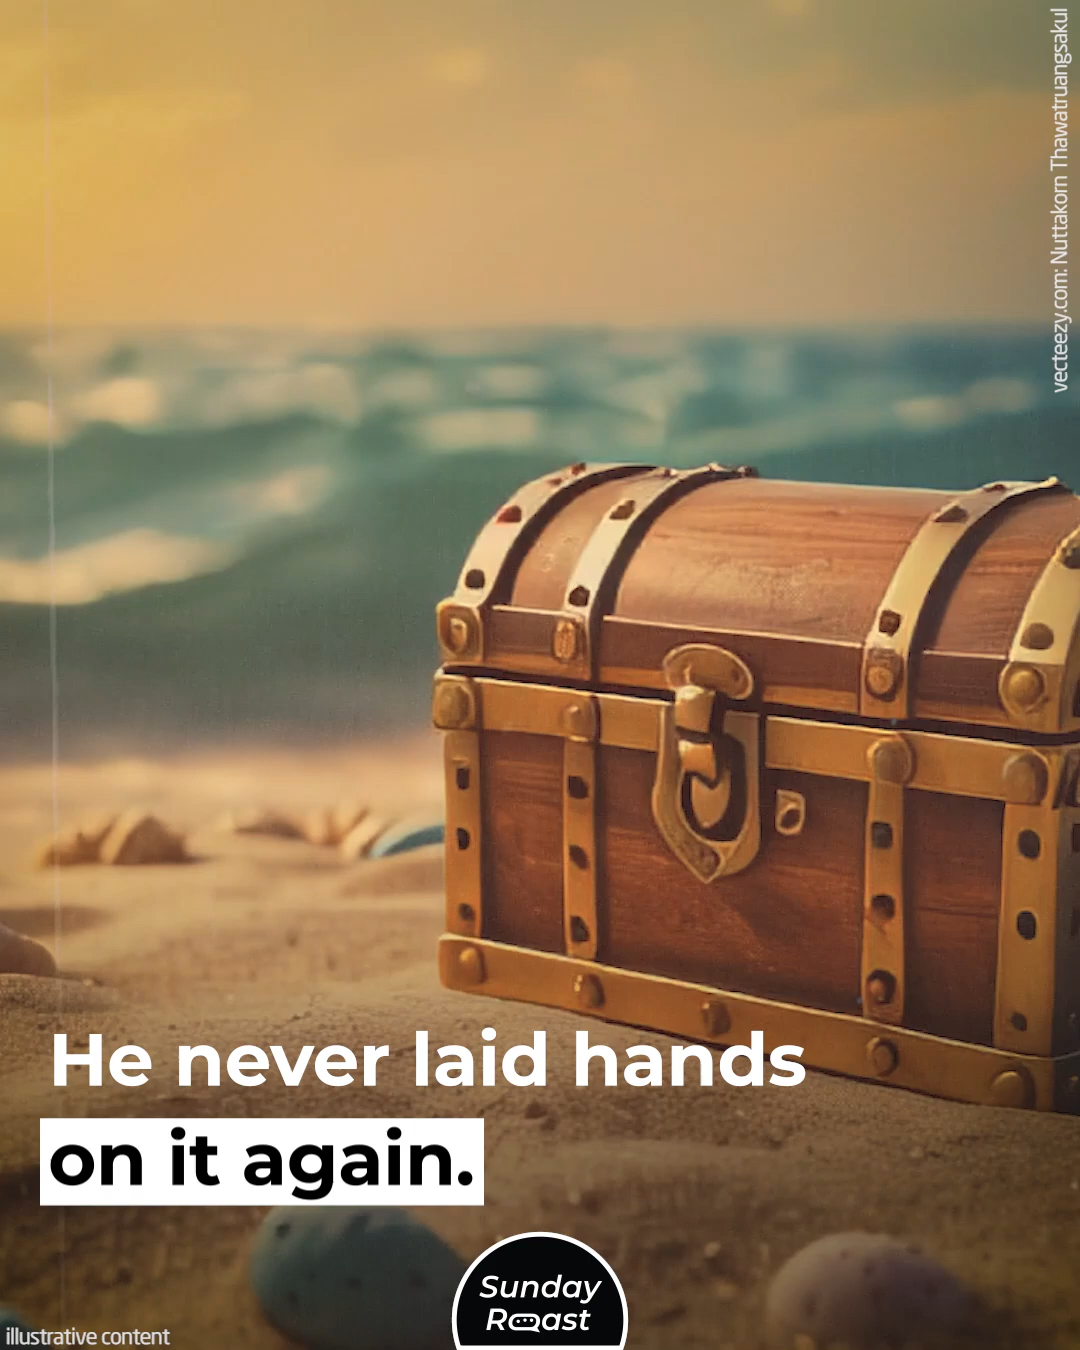 vecteezy.com: Nuttakorn Thawatruangsakul
He never laid hands
on it again.
Sunday
Roast
illustrative content